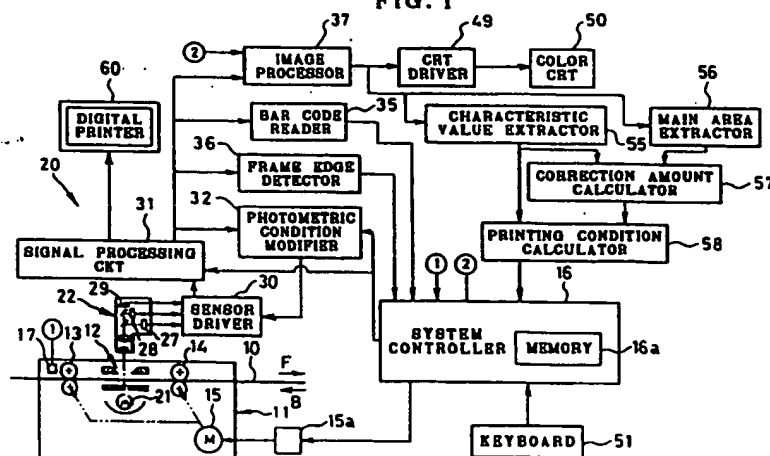 FIG. 1
37
49
50
2
IMAGE
PROCESSOR
CRT
DRIVER
COLOR
CRT
60
56
DIGITAL
PRINTER
BAR CODE
READER
35
CHARACTERISTIC
VALUE EXTRACTOR
55
MAIN AREA
EXTRACTOR
36
20
FRAME EDGE
DETECTOR
CORRECTION AMOUNT
CALCULATOR
57
32
31
PHOTOMETRIC
CONDITION
MODIFIER
PRINTING CONDITION
CALCULATOR
58
SIGNAL PROCESSING
CKT
1
2
16
29
30
22
SENSOR
DRIVER
27
28
SYSTEM
CONTROLLER
MEMORY
16a
17
1
13
12
14
10
F
B
21
15
11
15a
M
KEYBOARD
51